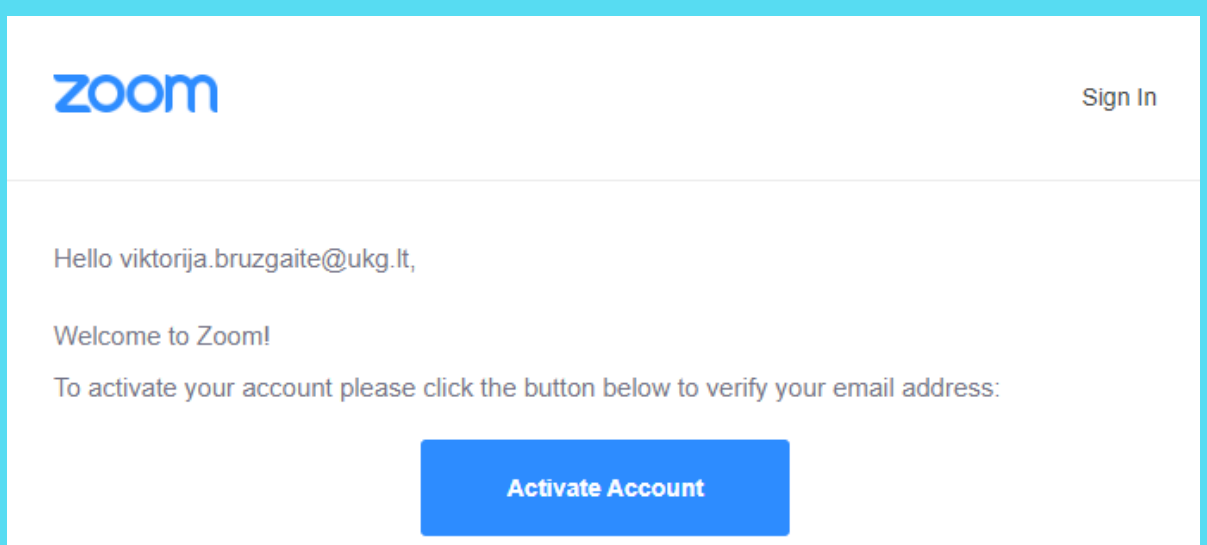 zoom
Sign In
Hello viktorija.bruzgaite@ukg.lt,
Welcome to Zoom!
To activate your account please click the button below to verify your email address:
Activate Account